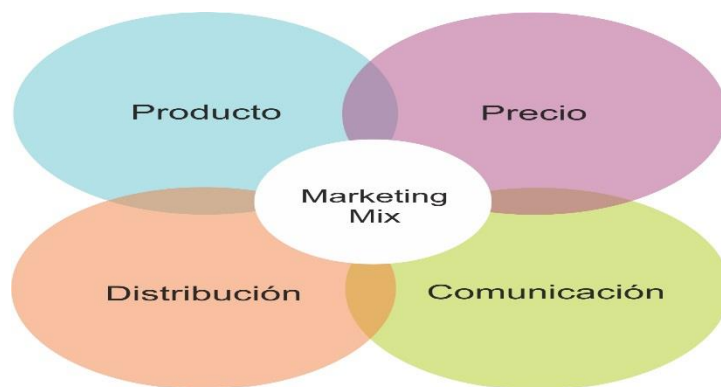 Producto
Precio
Marketing
Mix
Distribución
Comunicación